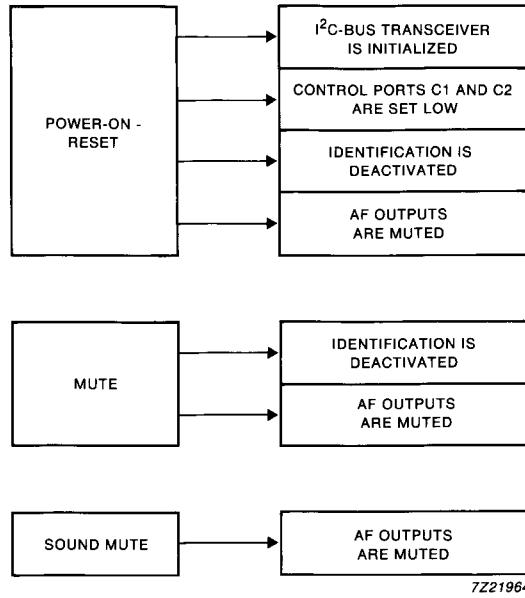 POWER-ON -
RESET
I²C-BUS TRANSCEIVER
IS INITIALIZED
CONTROL PORTS C1 AND C2
ARE SET LOW
IDENTIFICATION IS
DEACTIVATED
AF OUTPUTS
ARE MUTED
MUTE
IDENTIFICATION IS
DEACTIVATED
AF OUTPUTS
ARE MUTED
SOUND MUTE
AF OUTPUTS
ARE MUTED
7Z21964